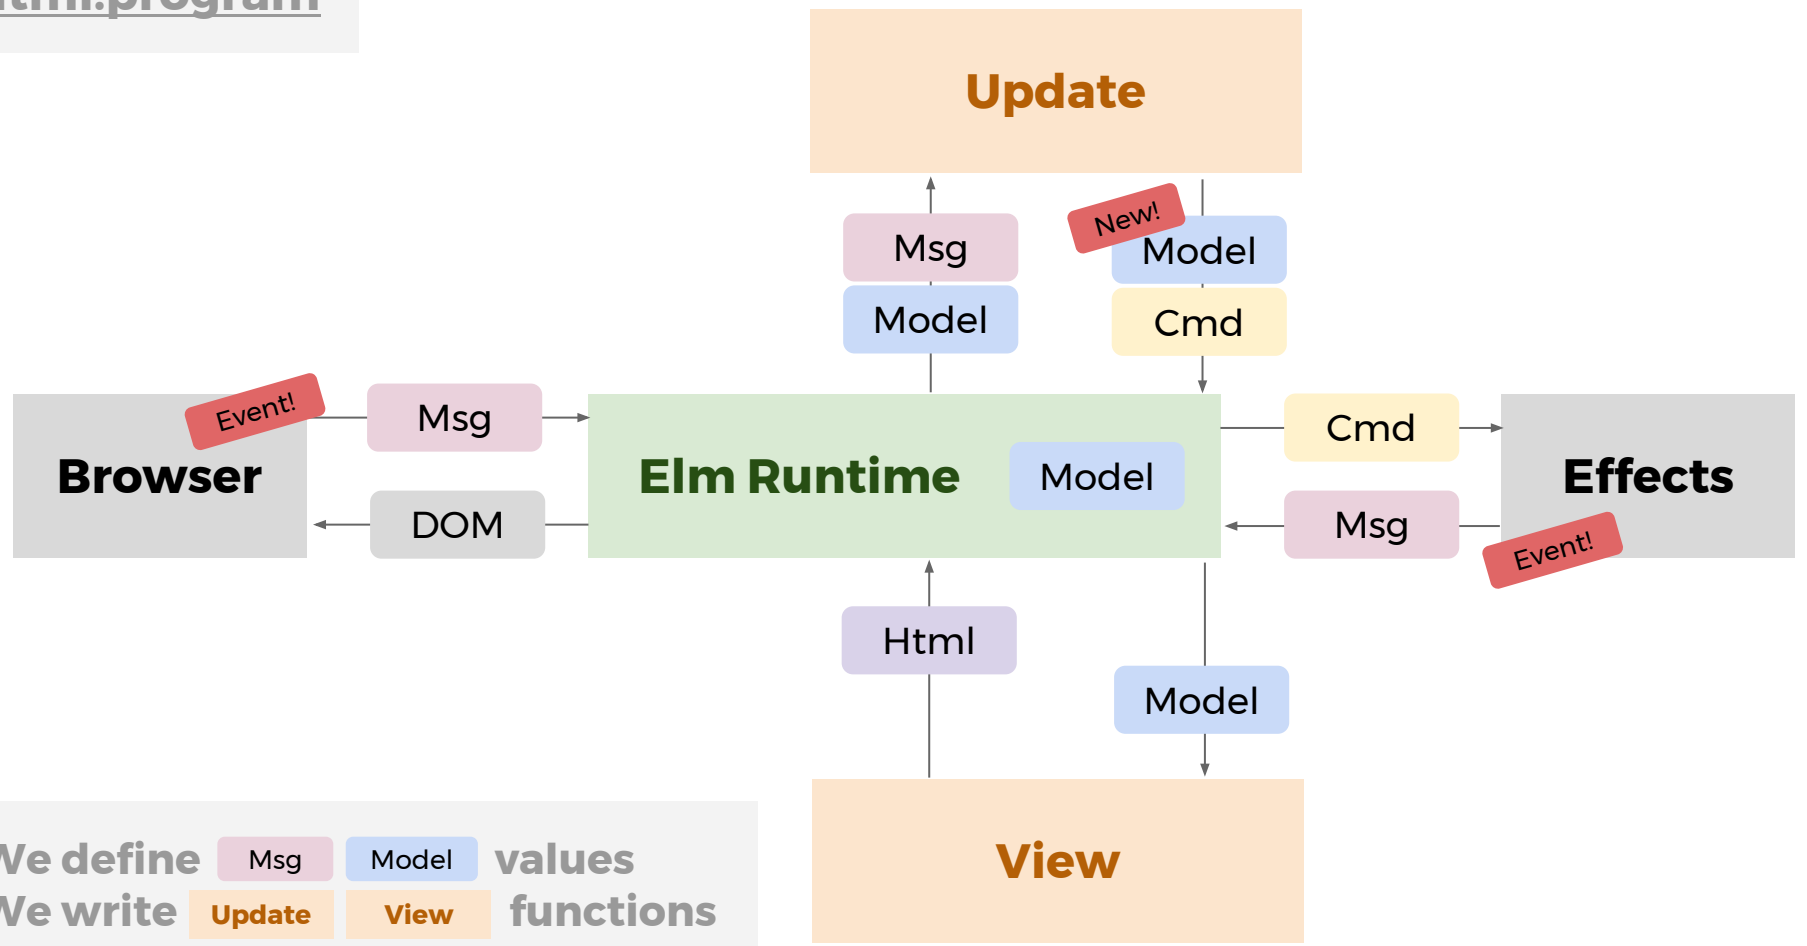 Update
New!
Msg
Model
Model
Cmd
Event!
Msg
Cmd
Browser
Elm Runtime
Model
Effects
DOM
Msg
Event!
Html
Model
View
We define Msg Model values
We write Update View functions